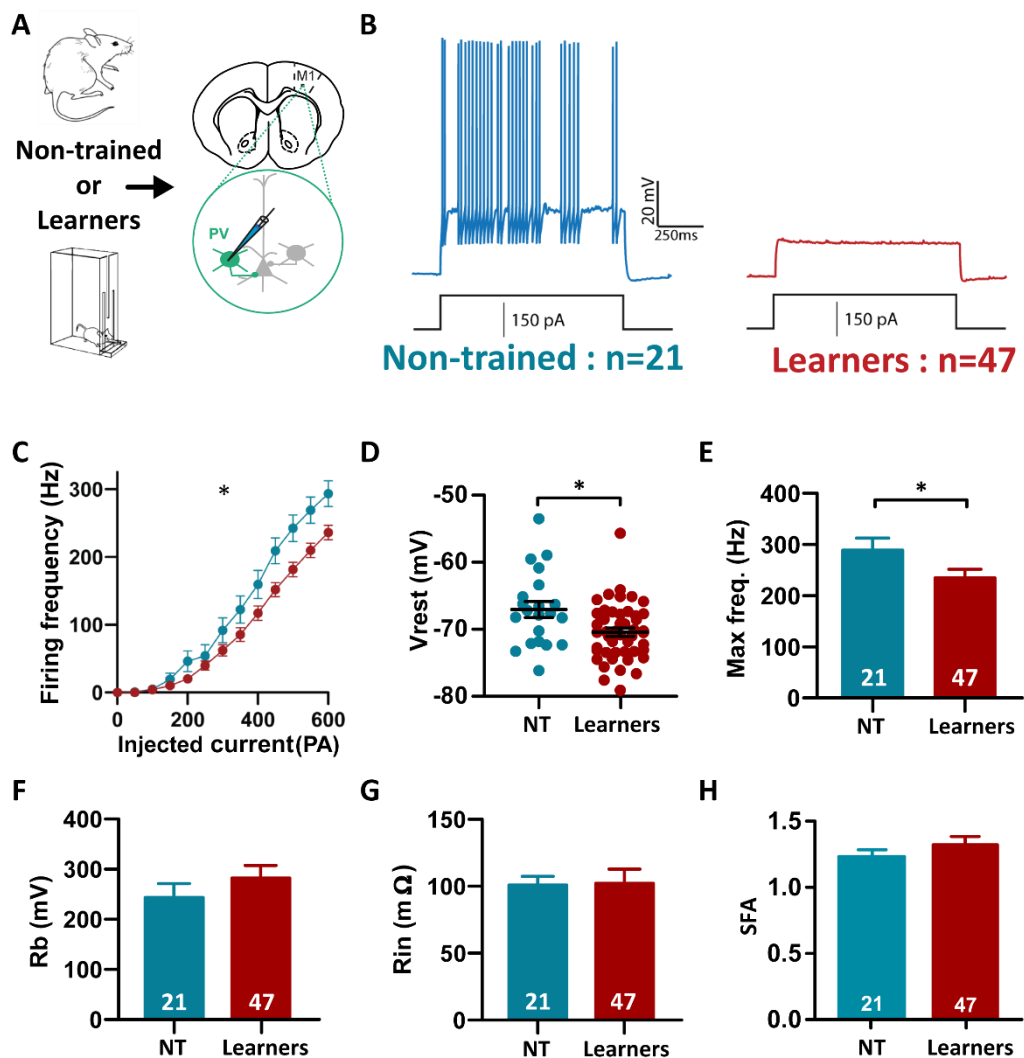 A
Non-trained
or
Learners
M1
PV
B
20 mV
250ms
150 pA
150 pA
Non-trained : n=21
Learners : n=47
C
Firing frequency (Hz)
300
200
100
0
*
0
200
400
600
Injected current(PA)
D
Vrest (mV)
-50
-60
-70
-80
*
NT
Learners
E
Max freq. (Hz)
400
300
200
100
0
*
21
47
NT
Learners
F
Rb (mV)
400
300
200
100
0
21
47
NT
Learners
G
Rin (m Ω)
150
100
50
0
21
47
NT
Learners
H
SFA
1.5
1.0
0.5
0.0
21
47
NT
Learners